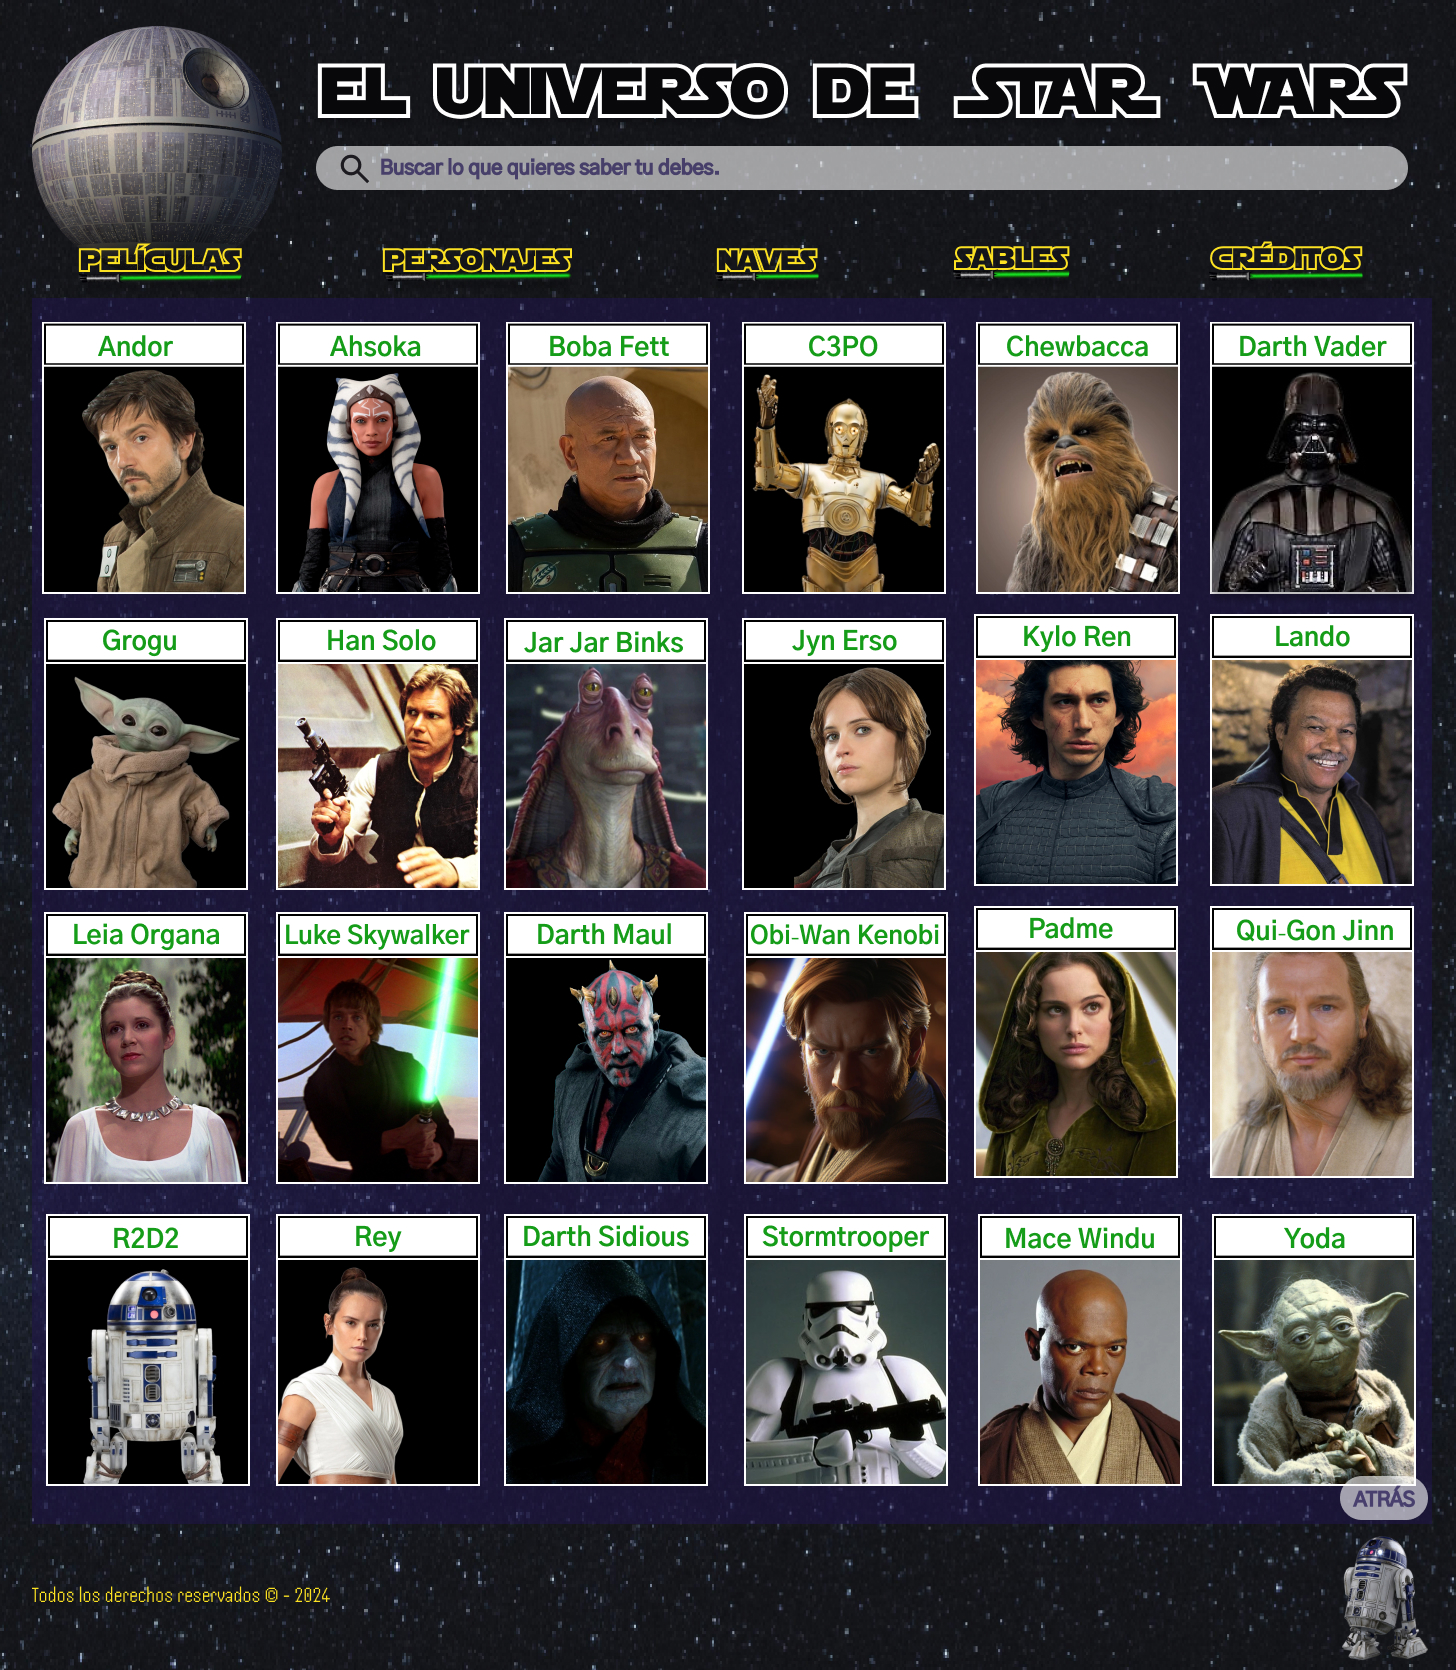 EL UNIVERSO DE STAR WARS
Buscar lo que quieres saber tu debes.
PELÍCULAS PERSONAJES NAVES SABLES CRÉDITOS
Andor Ahsoka Boba Fett C3PO Chewbacca Darth Vader
Grogu Han Solo Jar Jar Binks Jyn Erso Kylo Ren Lando
Leia Organa Luke Skywalker Darth Maul Obi-Wan Kenobi Padme Qui-Gon Jinn
R2D2 Rey Darth Sidious Stormtrooper Mace Windu Yoda
ATRÁS
Todos los derechos reservados © - 2024